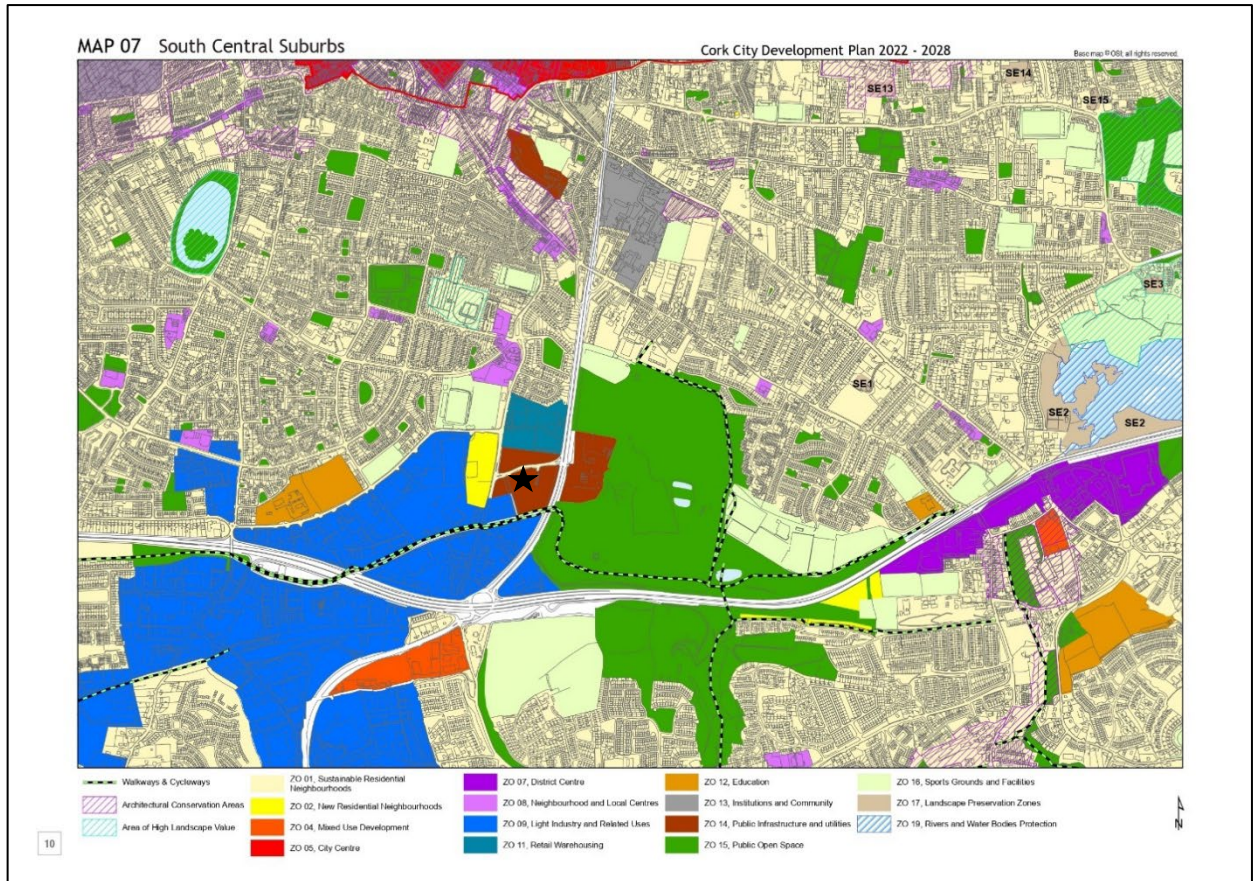 MAP 07 South Central Suburbs
Cork City Development Plan 2022 - 2028
Base map © OSI; all rights reserved.
SE14
SE13
SE15
SE3
SE1
SE2
SE2
Walkways & Cycleways
Architectural Conservation Areas
Area of High Landscape Value
ZO 01, Sustainable Residential
Neighbourhoods
ZO 02, New Residential Neighbourhoods
ZO 04, Mixed Use Development
ZO 05, City Centre
ZO 07, District Centre
ZO 08, Neighbourhood and Local Centres
ZO 09, Light Industry and Related Uses
ZO 11, Retail Warehousing
ZO 12, Education
ZO 13, Institutions and Community
ZO 14, Public Infrastructure and utilities
ZO 15, Public Open Space
ZO 16, Sports Grounds and Facilities
ZO 17, Landscape Preservation Zones
ZO 19, Rivers and Water Bodies Protection
N
10